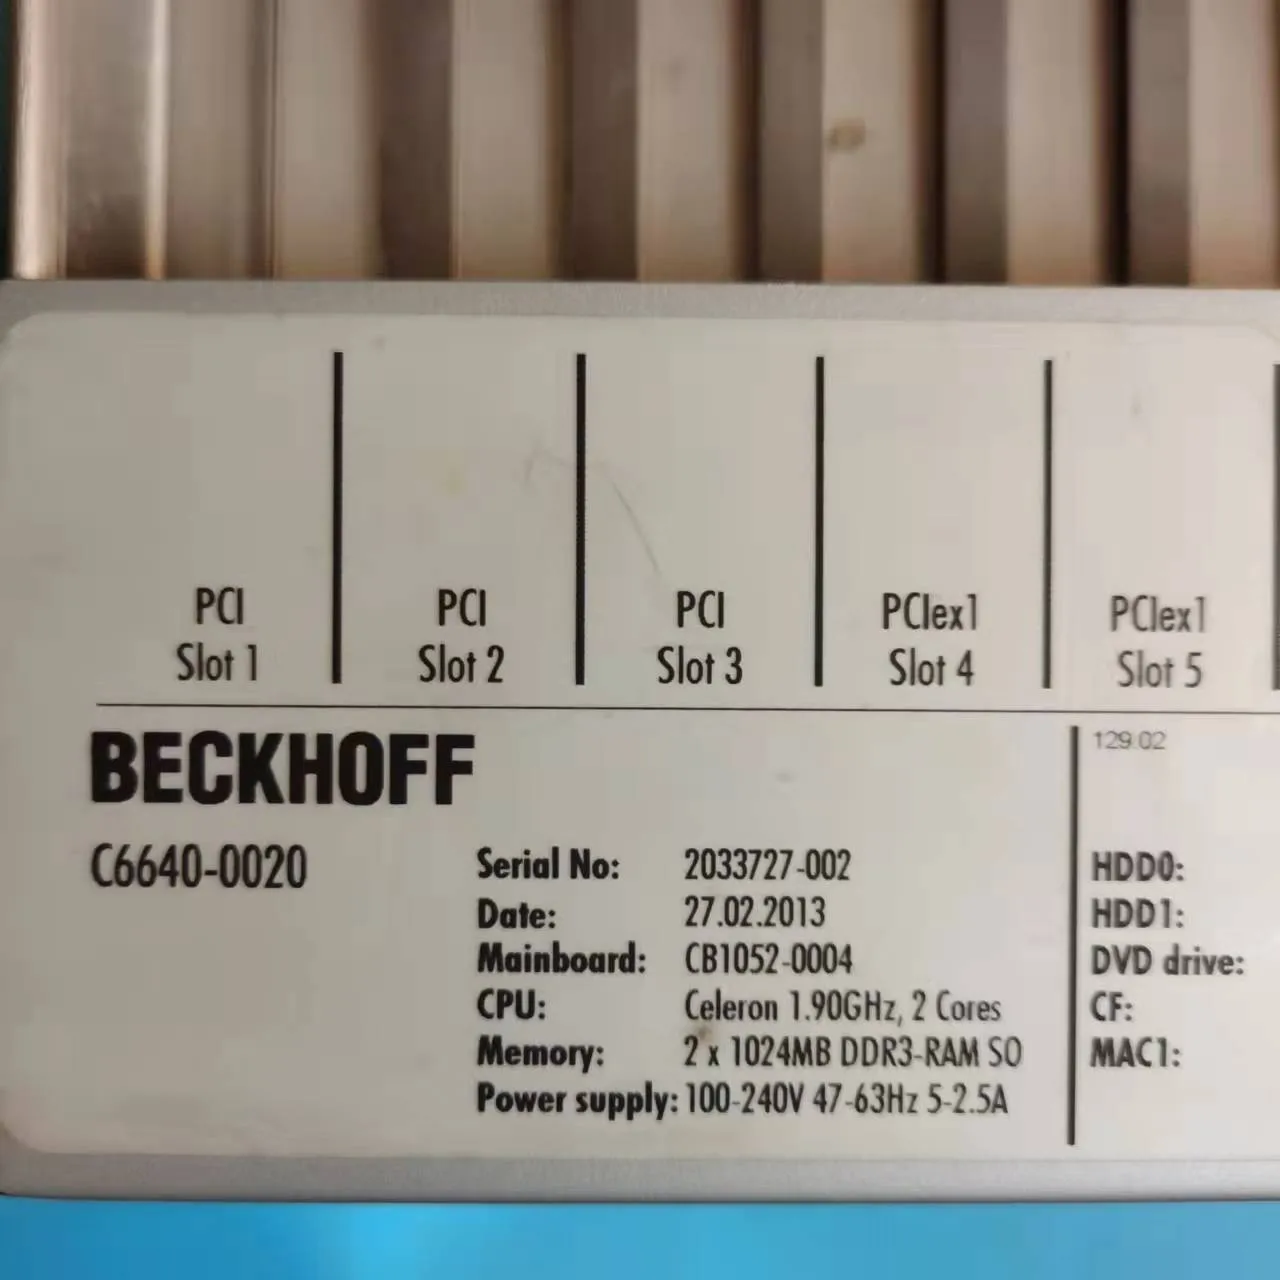 PCI
Slot 1
PCI
Slot 2
PCI
Slot 3
PCIex1
Slot 4
PCIex1
Slot 5
BECKHOFF
C6640-0020
Serial No: 2033727-002
Date: 27.02.2013
Mainboard: CB1052-0004
CPU: Celeron 1.90GHz, 2 Cores
Memory: 2 x 1024MB DDR3-RAM SO
Power supply: 100-240V 47-63Hz 5-2.5A
129.02
HDD0:
HDD1:
DVD drive:
CF:
MAC1: